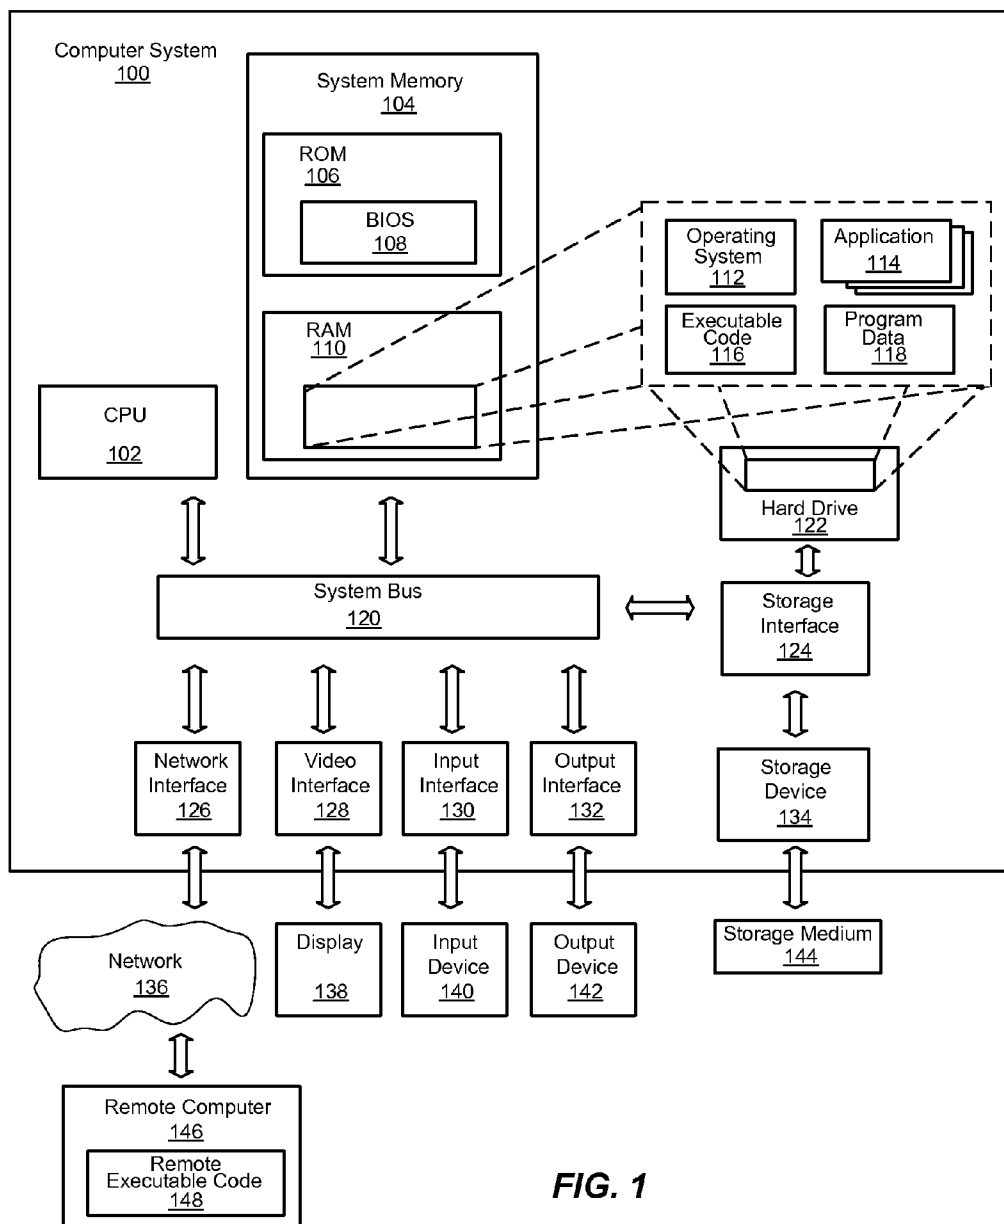 Computer System
100
System Memory
104
ROM
106
BIOS
108
RAM
110
Operating
System
112
Application
114
Executable
Code
116
Program
Data
118
CPU
102
Hard Drive
122
System Bus
120
Storage
Interface
124
Network
Interface
126
Video
Interface
128
Input
Interface
130
Output
Interface
132
Storage
Device
134
Network
136
Display
138
Input
Device
140
Output
Device
142
Storage Medium
144
Remote Computer
146
Remote
Executable Code
148
FIG. 1